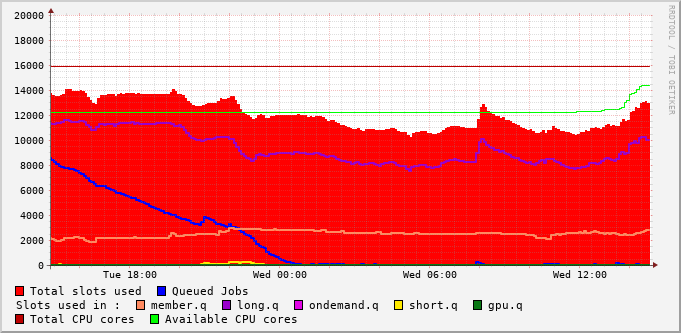 20000
18000
16000
14000
12000
10000
8000
6000
4000
2000
0
Tue 18:00 Wed 00:00 Wed 06:00 Wed 12:00
RRDTOOL / TOBI OETIKER
Total slots used Queued Jobs
Slots used in : member.q long.q ondemand.q short.q gpu.q
Total CPU cores Available CPU cores